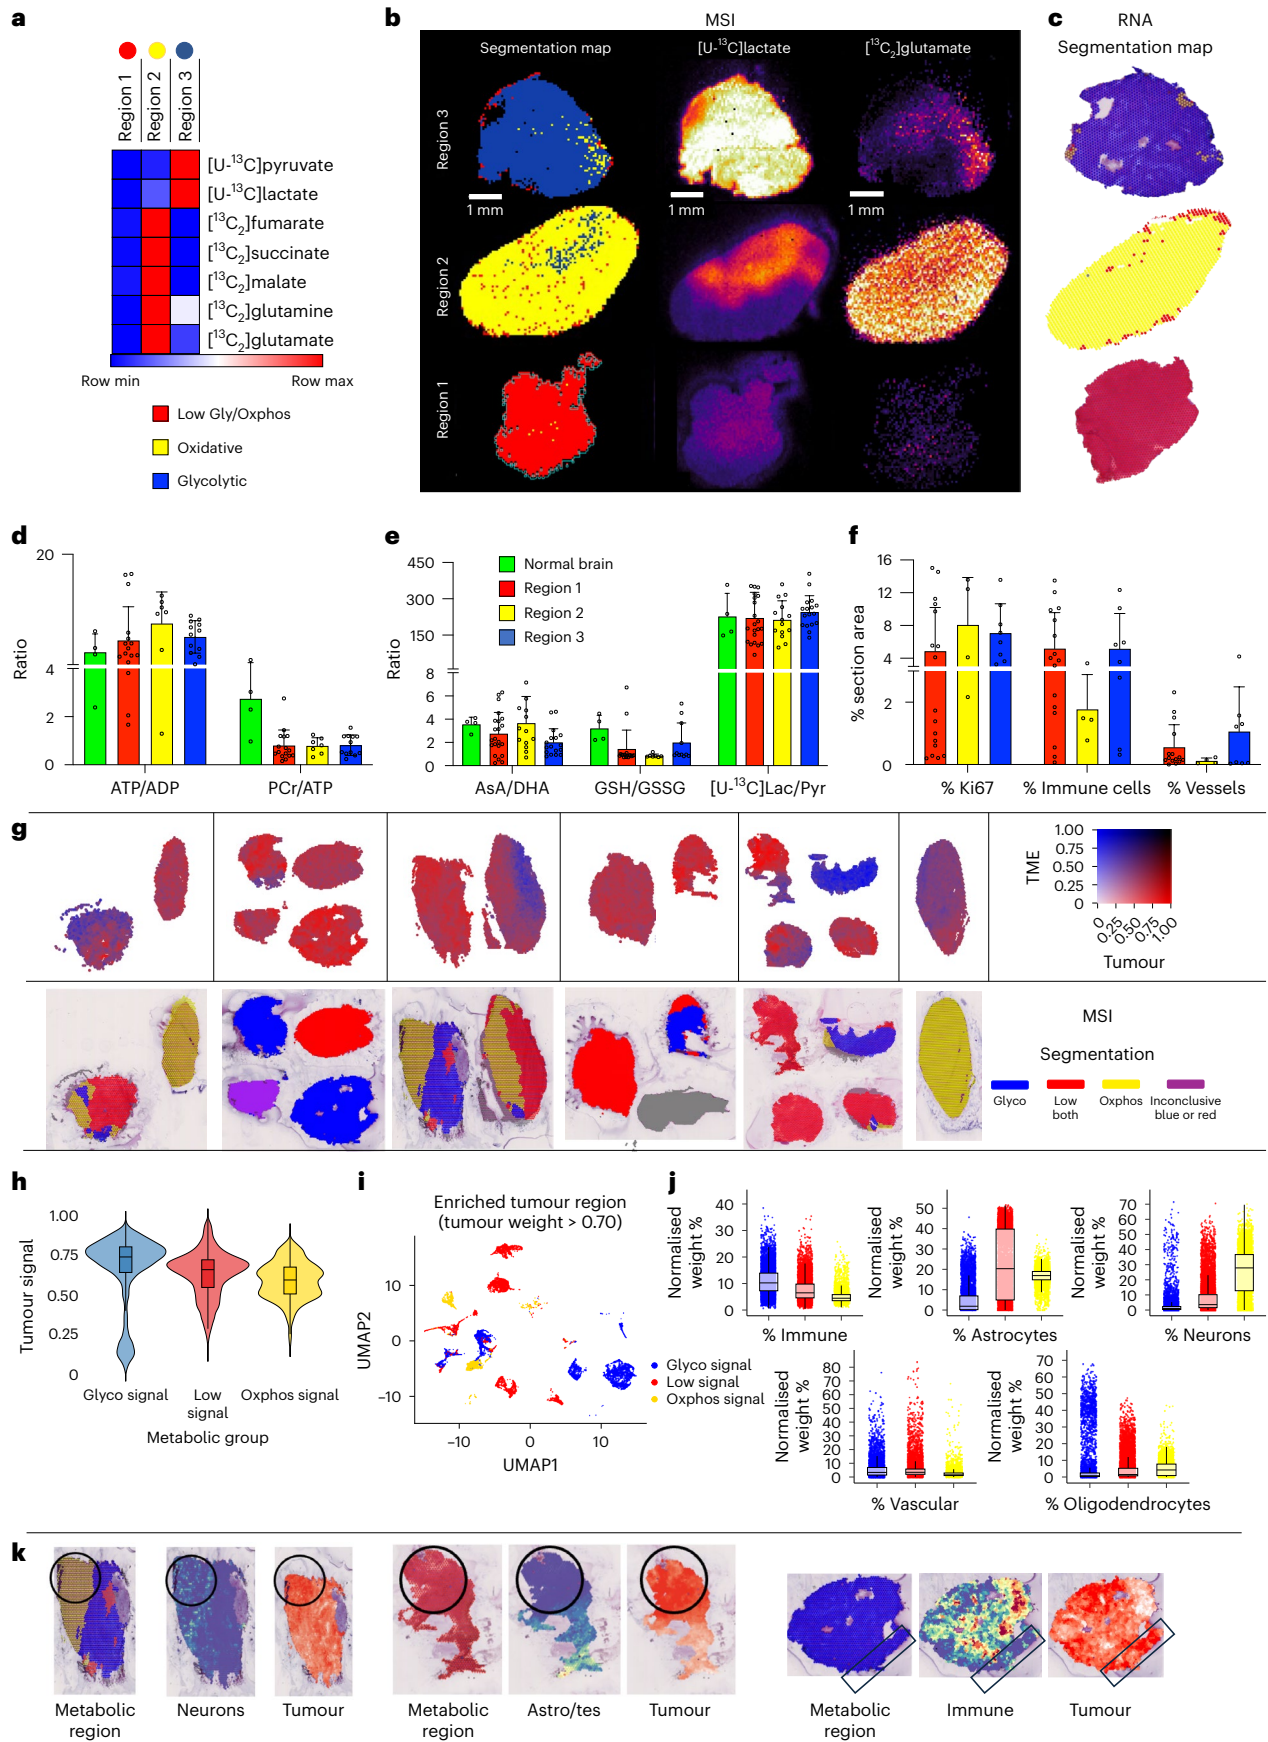 a
Region 1
Region 2
Region 3
[U-¹³C]pyruvate
[U-¹³C]lactate
[¹³C₂]fumarate
[¹³C₂]succinate
[¹³C₂]malate
[¹³C₂]glutamine
[¹³C₂]glutamate
Row min
Row max
Low Gly/Oxphos
Oxidative
Glycolytic
b
MSI
Segmentation map
[U-¹³C]lactate
[¹³C₂]glutamate
Region 3
1 mm
1 mm
1 mm
Region 2
Region 1
c
RNA
Segmentation map
d
Ratio
20
4
2
0
ATP/ADP
PCr/ATP
e
Ratio
450
300
150
8
6
4
2
0
Normal brain
Region 1
Region 2
Region 3
AsA/DHA
GSH/GSSG
[U-¹³C]Lac/Pyr
f
% section area
16
12
8
4
2
0
% Ki67
% Immune cells
% Vessels
g
TME
1.00
0.75
0.50
0.25
0
0
0.25
0.50
0.75
1.00
Tumour
MSI
Segmentation
Glyco
Low
both
Oxphos
Inconclusive
blue or red
h
Tumour signal
1.00
0.75
0.50
0.25
0
Glyco signal
Low
signal
Oxphos signal
Metabolic group
i
Enriched tumour region
(tumour weight > 0.70)
UMAP2
10
0
−10
−10
0
10
UMAP1
Glyco signal
Low signal
Oxphos signal
j
Normalised
weight %
40
30
20
10
0
% Immune
Normalised
weight %
50
40
30
20
10
0
% Astrocytes
Normalised
weight %
70
60
50
40
30
20
10
0
% Neurons
Normalised
weight %
80
70
60
50
40
30
20
10
0
% Vascular
Normalised
weight %
70
60
50
40
30
20
10
0
% Oligodendrocytes
k
Metabolic
region
Neurons
Tumour
Metabolic
region
Astro/tes
Tumour
Metabolic
region
Immune
Tumour